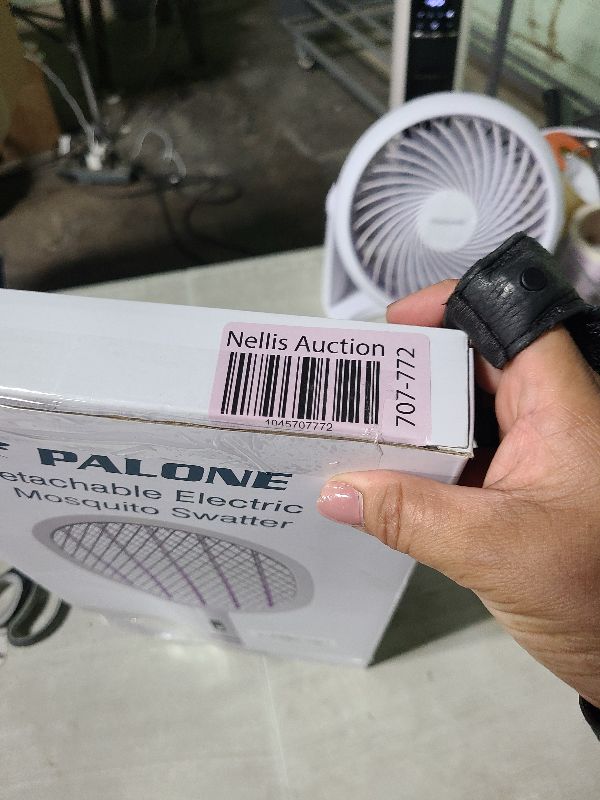 Nellis Auction
1045707772
707-772
PALONE
etachable Electric
Mosquito Swatter